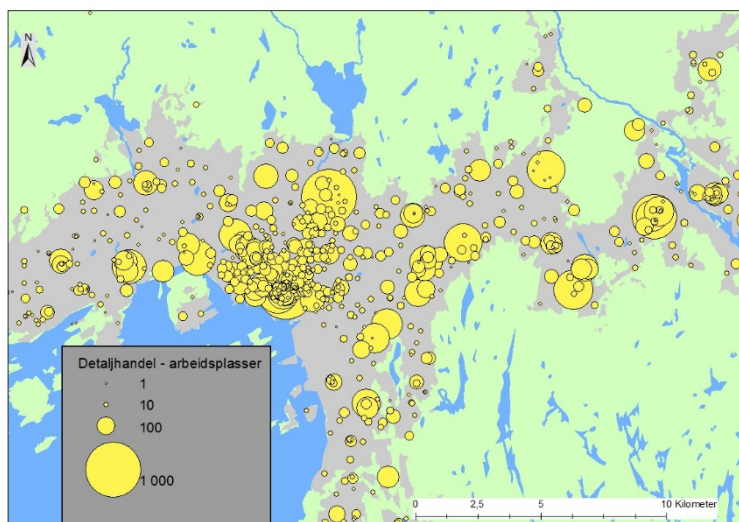 N
Detaljhandel - arbeidsplasser
1
10
100
1 000
0 2,5 5 10 Kilometer